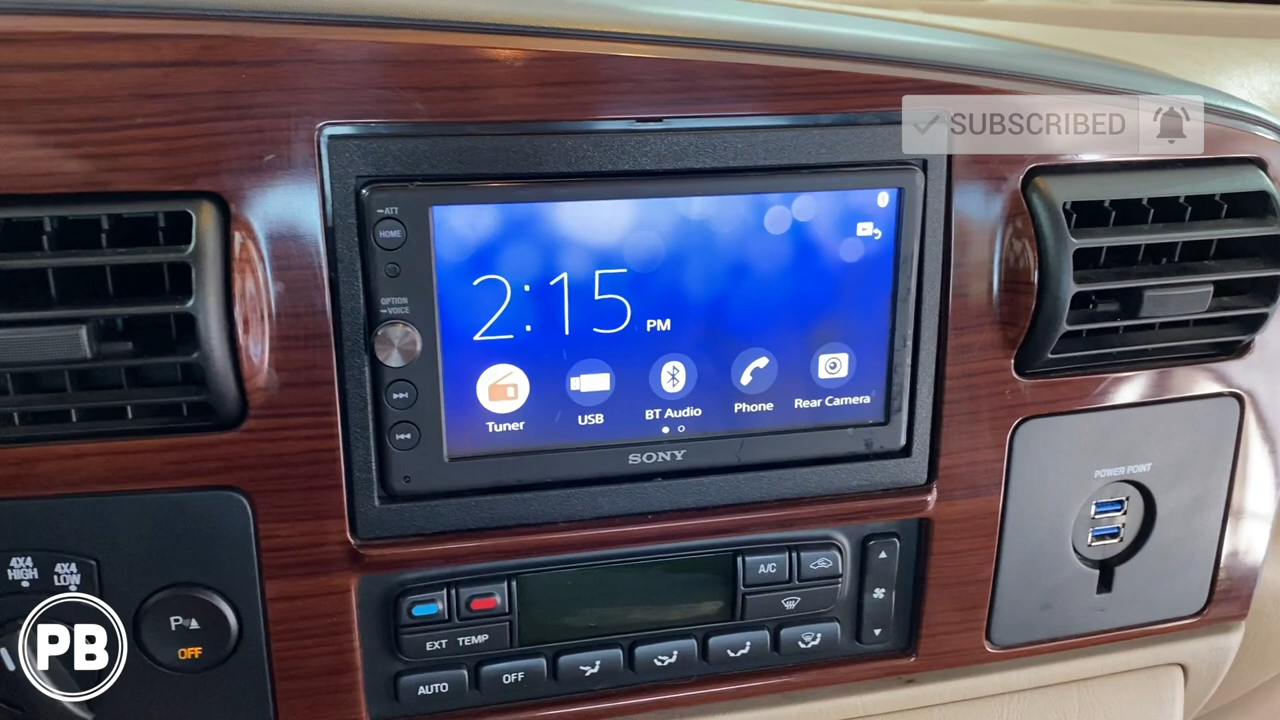 SUBSCRIBED
ATT
HOME
OPTION
VOICE
2:15 PM
Tuner
USB
BT Audio
Phone
Rear Camera
SONY
POWER POINT
4X4 HIGH
4X4 LOW
P
OFF
A/C
EXT TEMP
AUTO
OFF
PB